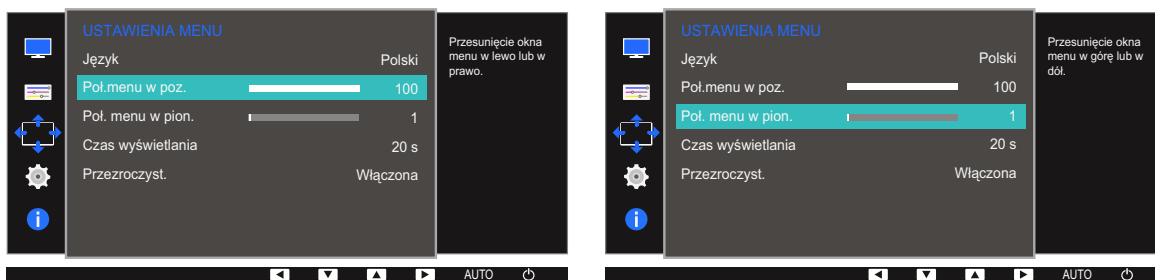 USTAWIENIA MENU
Język Polski
Poł.menu w poz. 100
Poł. menu w pion. 1
Czas wyświetlania 20 s
Przezroczyst. Włączona
Przesunięcie okna
menu w lewo lub w
prawo.
AUTO
USTAWIENIA MENU
Język Polski
Poł.menu w poz. 100
Poł. menu w pion. 1
Czas wyświetlania 20 s
Przezroczyst. Włączona
Przesunięcie okna
menu w górę lub w
dół.
AUTO